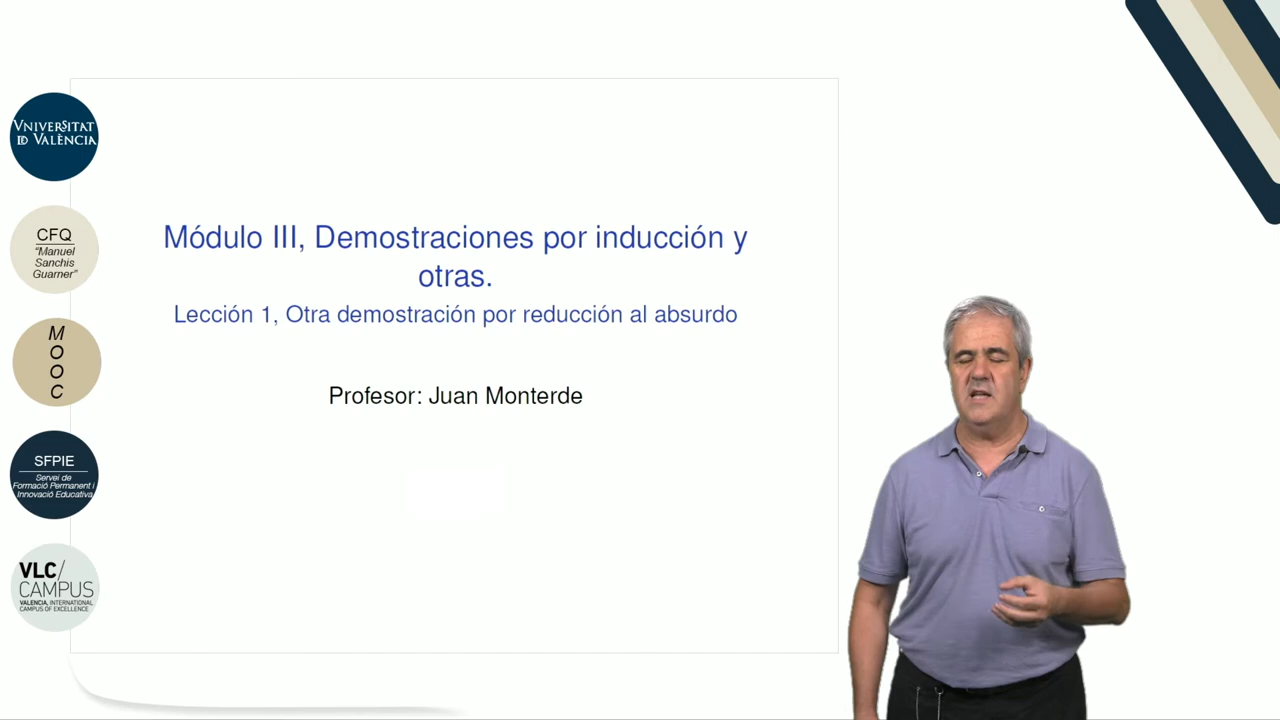 VNIVERSITAT
ID VALÈNCIA
CFQ
“Manuel
Sanchis
Guarner”
M
O
O
C
SFPIE
Servei de
Formació Permanent i
Innovació Educativa
VLC/
CAMPUS
VALENCIA, INTERNATIONAL
CAMPUS OF EXCELLENCE
Módulo III, Demostraciones por inducción y
otras.
Lección 1, Otra demostración por reducción al absurdo
Profesor: Juan Monterde